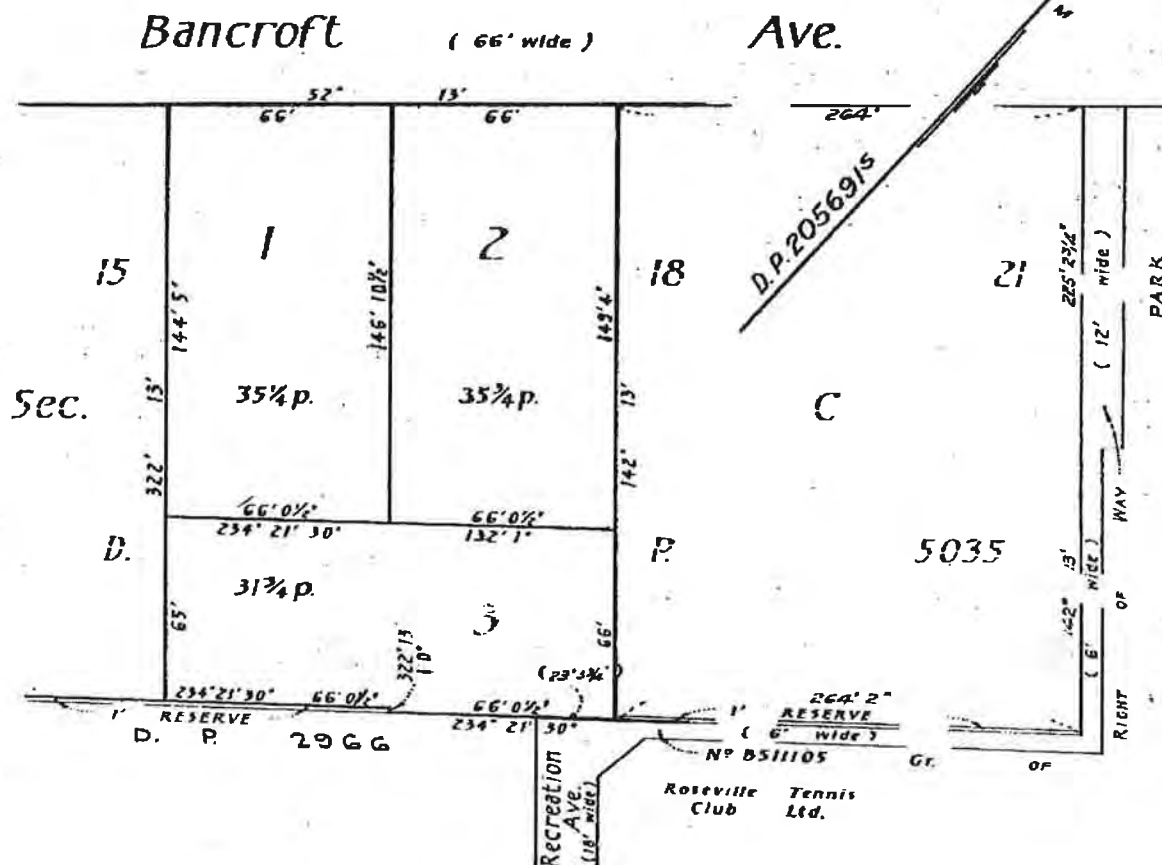 Bancroft ( 66' wide ) Ave.
52° 13'
66' 66' 264'
D.P. 205691S
15 1 2 18 21
144' 5" 146' 10½" 149'4" 225' 2¾"
( 12' wide )
PARK
Sec. 13' 35¼ p. 35¾ p. 13' C
322' 142°
66' 0½" 66' 0½"
234° 21' 30" 132' 1"
D. P. 5035
31¾ p. 3
65' 322° 13' 1' 0" 66' 142° 13'
( 6' wide )
RIGHT OF WAY
(23' 3¾"
234° 21' 30" 66' 0½" 66' 0½" 264' 2"
1' RESERVE 234° 21' 30" 1' RESERVE
( 6' wide )
D. P. 2966
Nº B511105 Gr. OF
Recreation Ave. (18' wide)
Roseville Tennis
Club Ltd.